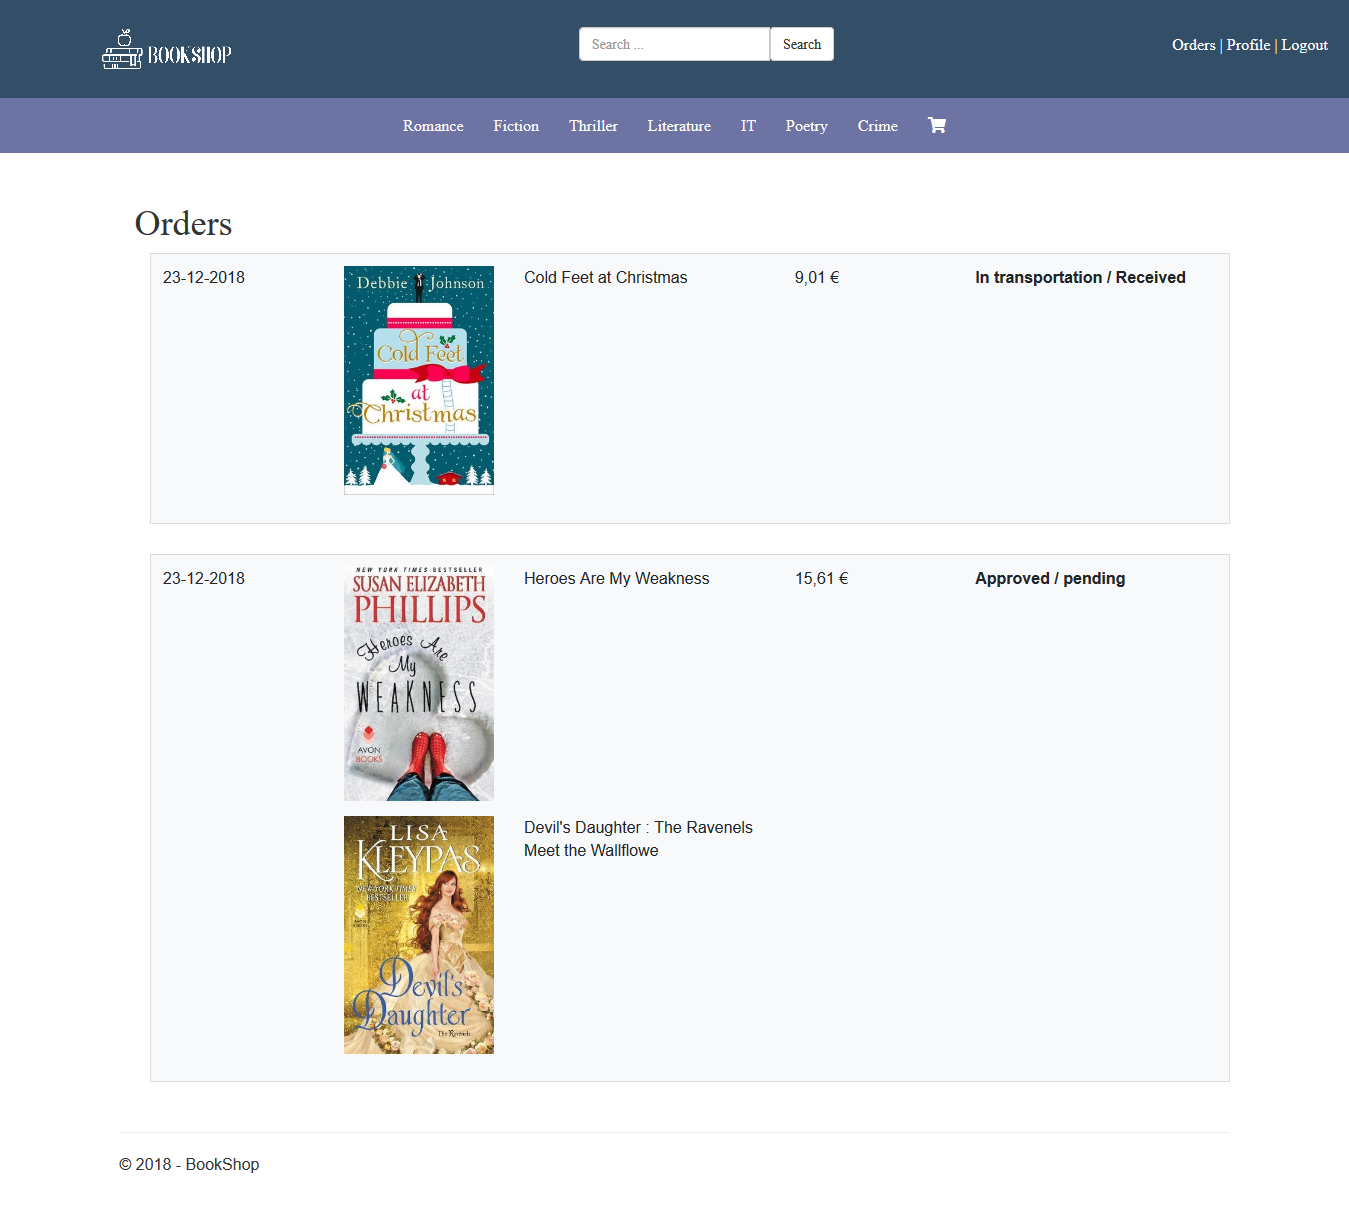 BOOKSHOP
Search ...
Search
Orders | Profile | Logout
Romance
Fiction
Thriller
Literature
IT
Poetry
Crime
Orders
23-12-2018
Debbie Johnson
Cold Feet
at
Christmas
Cold Feet at Christmas
9,01 €
In transportation / Received
23-12-2018
NEW YORK TIMES BESTSELLER
SUSAN ELIZABETH
PHILLIPS
Heroes Are
My
WEAKNESS
AVON
BOOKS
Heroes Are My Weakness
15,61 €
Approved / pending
LISA
KLEYPAS
NEW YORK TIMES
BESTSELLER
Devil's
Daughter
The Ravenels
Devil's Daughter : The Ravenels
Meet the Wallflowe
© 2018 - BookShop